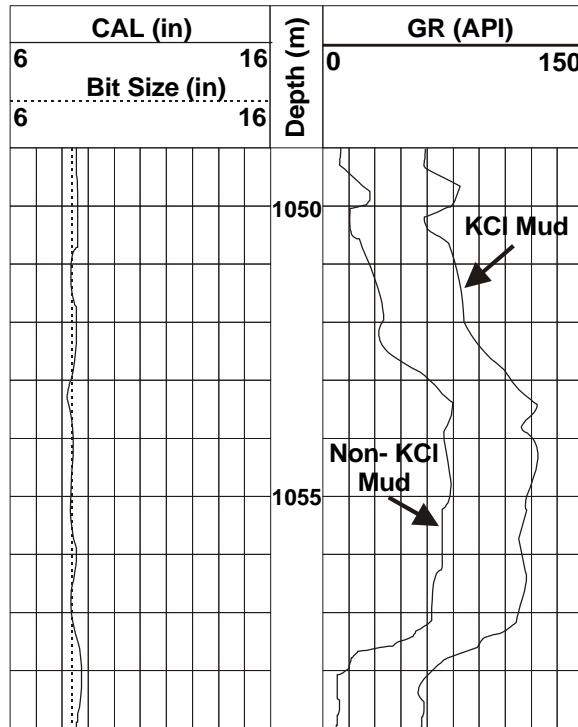 CAL (in)
6 16
Bit Size (in)
6 16
Depth (m)
GR (API)
0 150
1050
KCl Mud
Non- KCl
Mud
1055